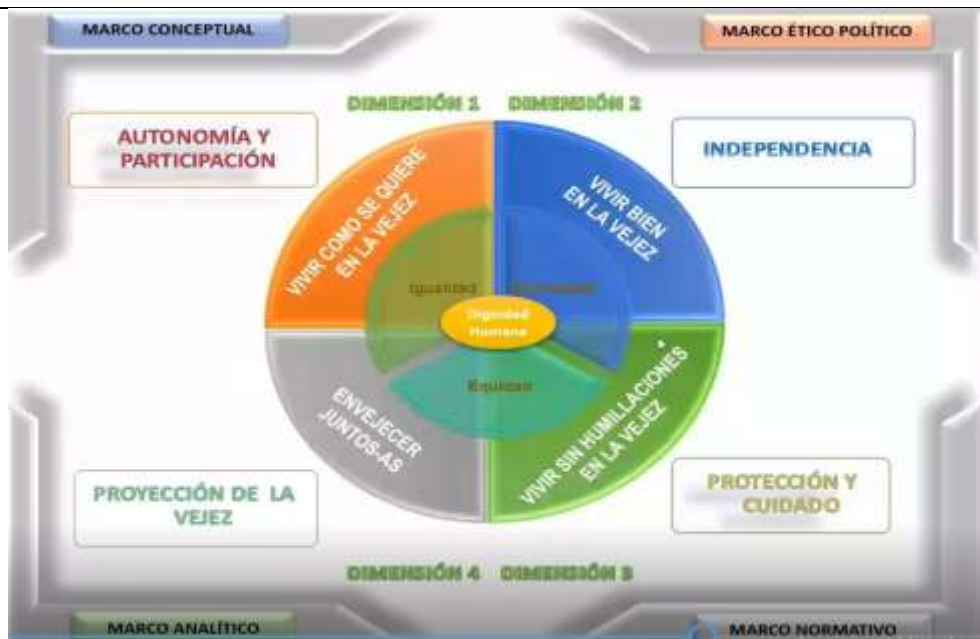 MARCO CONCEPTUAL
MARCO ÉTICO POLÍTICO
DIMENSIÓN 1
DIMENSIÓN 2
AUTONOMÍA Y
PARTICIPACIÓN
INDEPENDENCIA
VIVIR COMO SE QUIERE
EN LA VEJEZ
VIVIR BIEN
EN LA VEJEZ
Igualdad
Dignidad
Humana
Equidad
ENVEJECER
JUNTOS-AS
VIVIR SIN HUMILLACIONES *
EN LA VEJEZ
PROYECCIÓN DE LA
VEJEZ
PROTECCIÓN Y
CUIDADO
DIMENSIÓN 4
DIMENSIÓN 3
MARCO ANALÍTICO
MARCO NORMATIVO